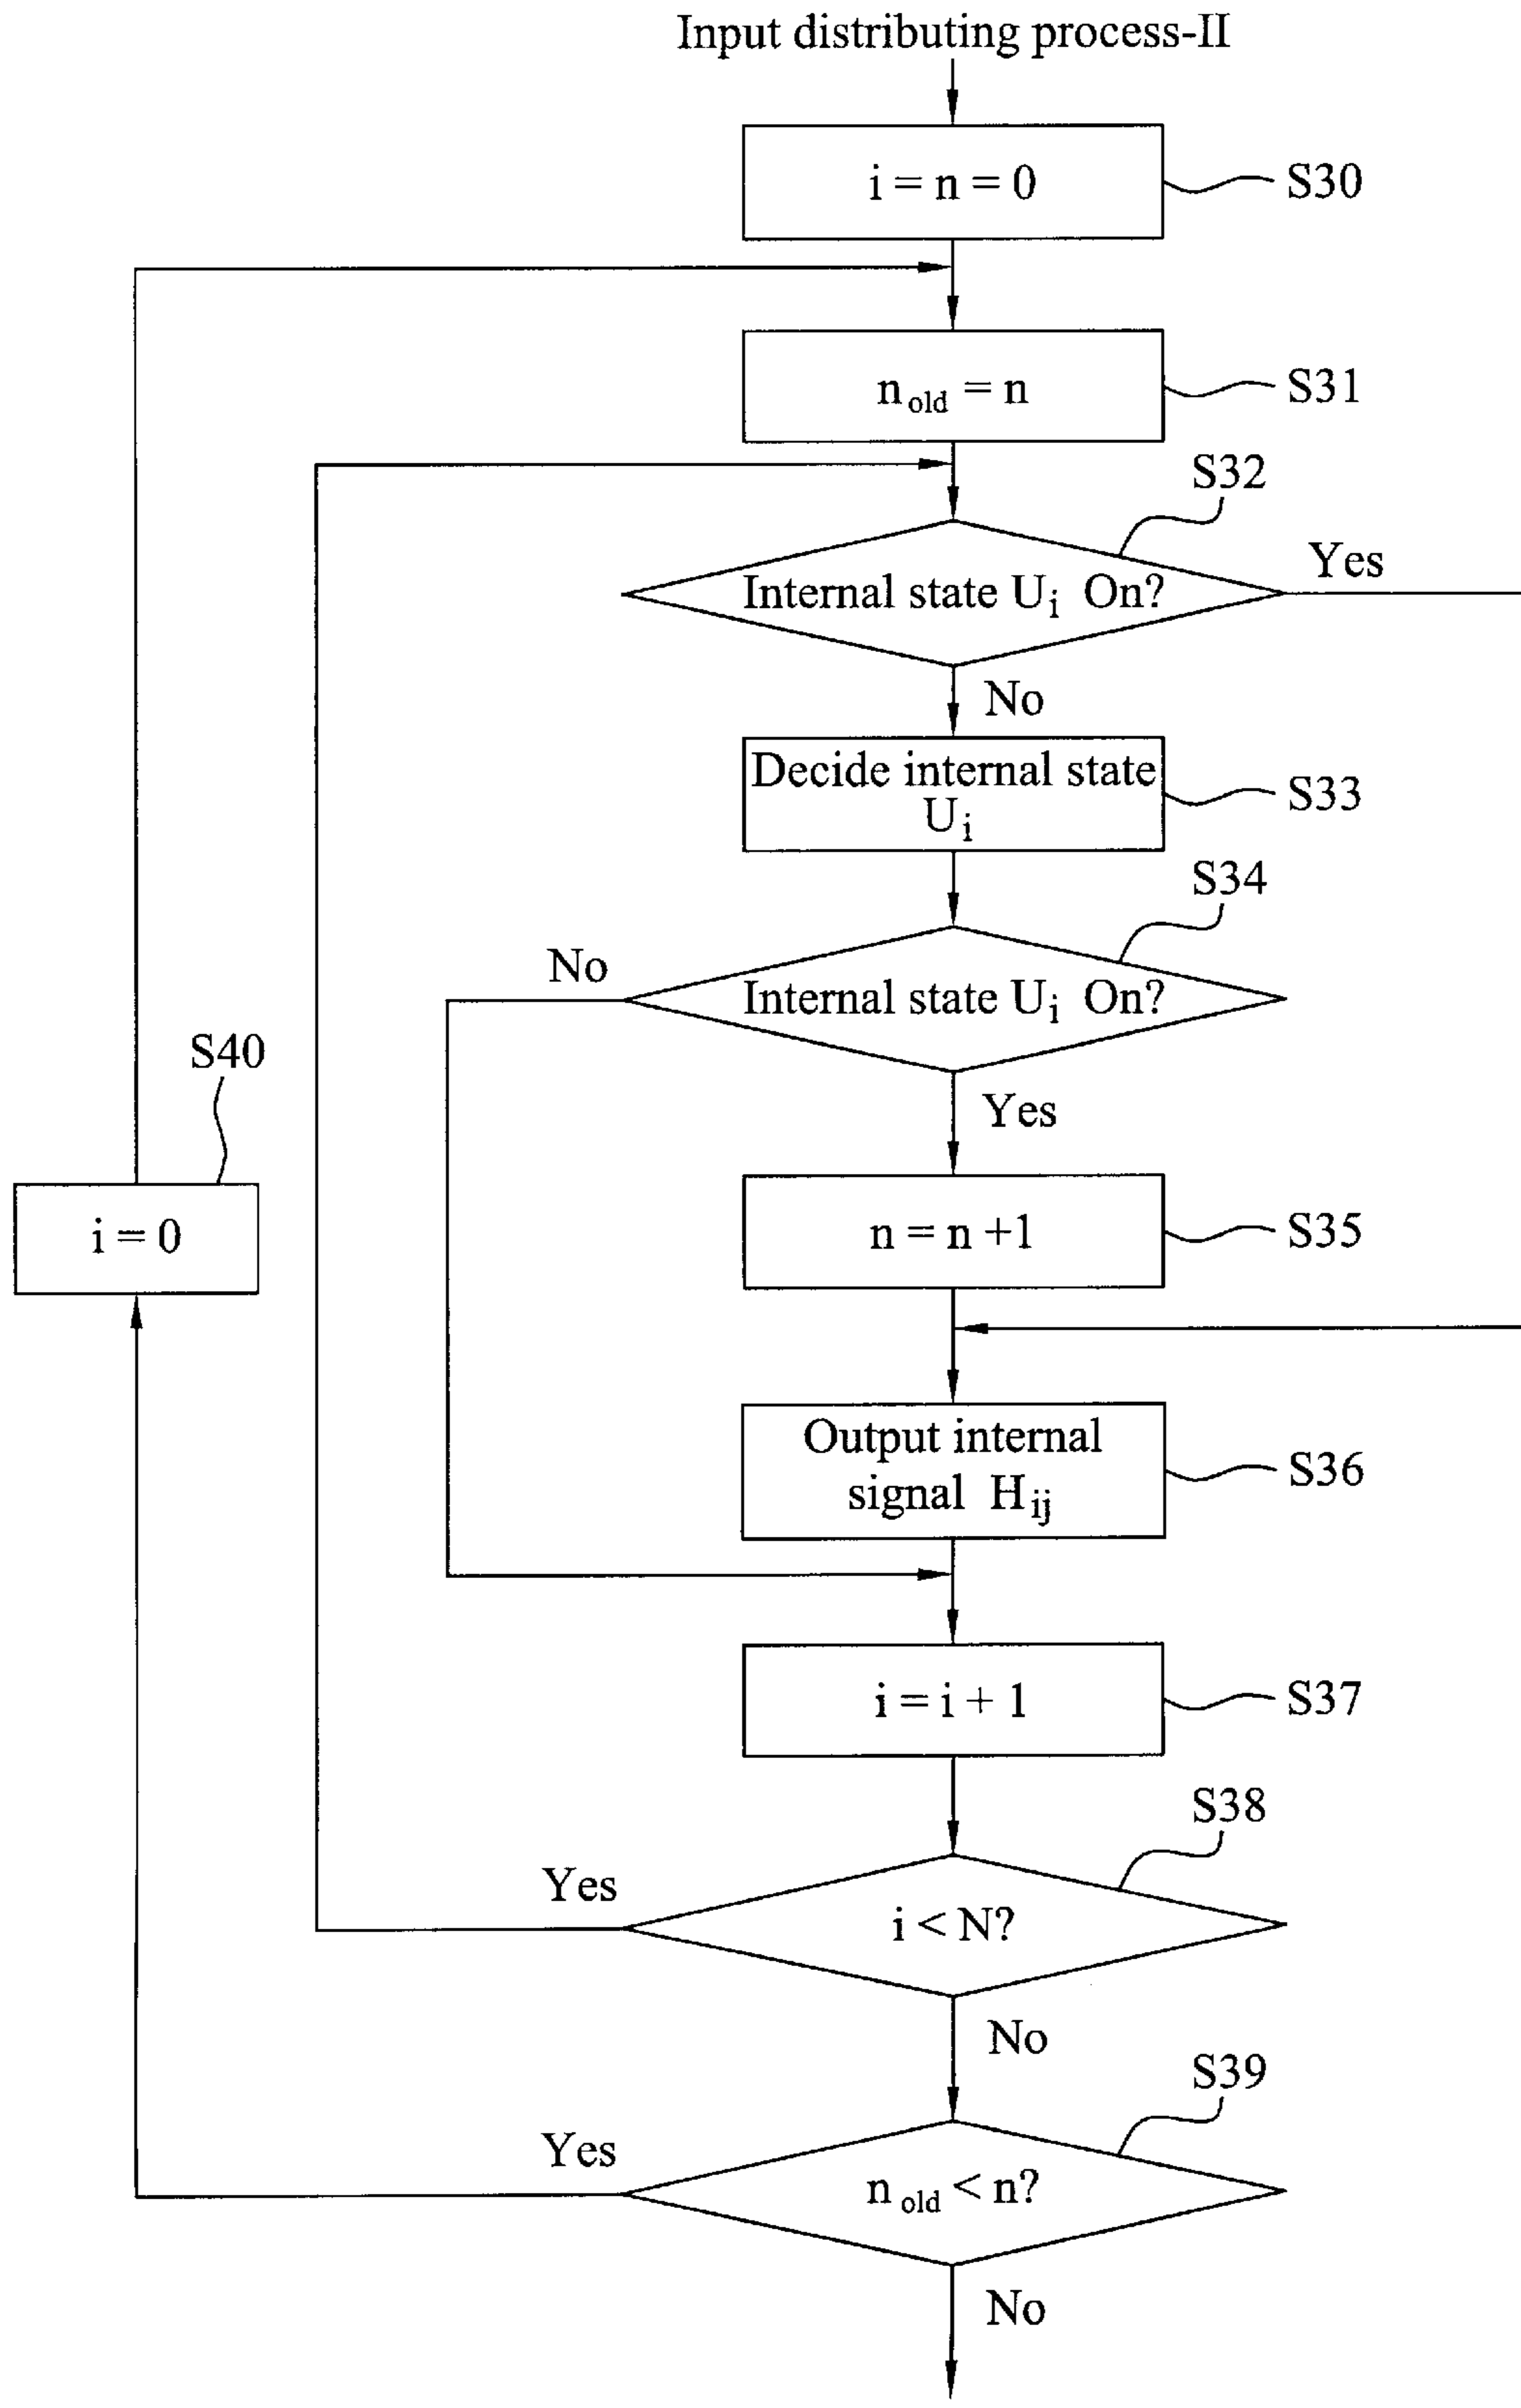 Input distributing process-II
i = n = 0
S30
n old = n
S31
S32
Internal state Ui On?
Yes
No
Decide internal state
Ui
S33
S34
No
Internal state Ui On?
S40
Yes
i = 0
n = n +1
S35
Output internal
signal Hij
S36
i = i + 1
S37
S38
Yes
i < N?
No
S39
Yes
n old < n?
No